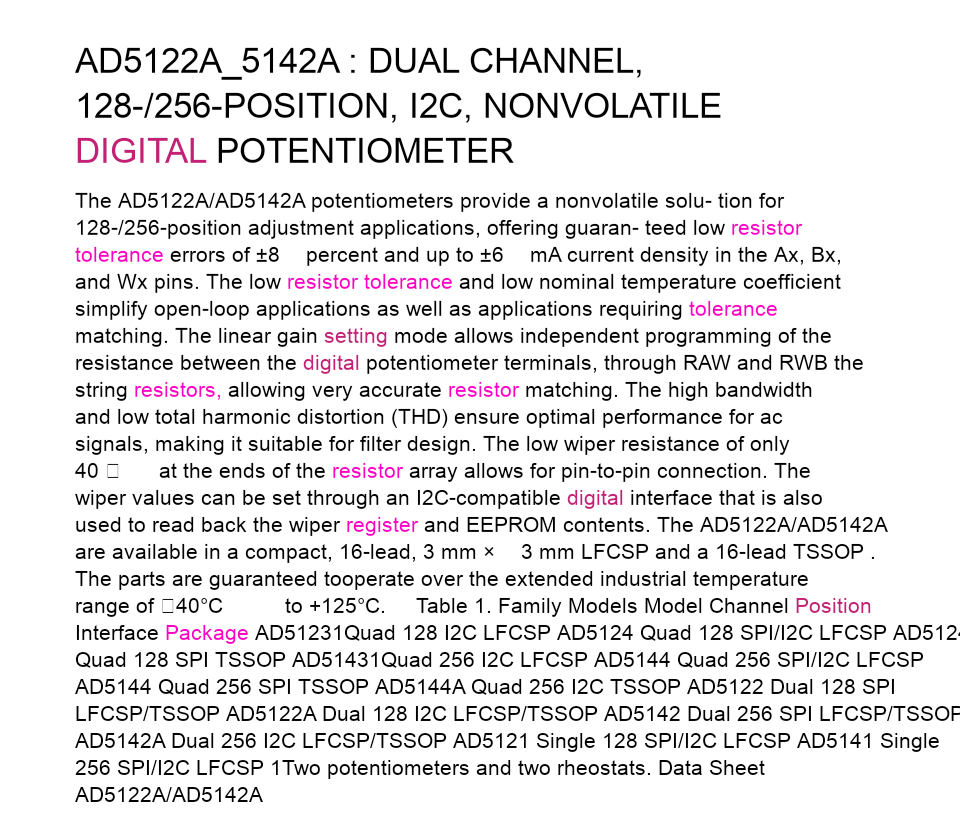 AD5122A_5142A : DUAL CHANNEL,
128-/256-POSITION, I2C, NONVOLATILE
DIGITAL POTENTIOMETER
The AD5122A/AD5142A potentiometers provide a nonvolatile solu- tion for
128-/256-position adjustment applications, offering guaran- teed low resistor
tolerance errors of ±8 percent and up to ±6 mA current density in the Ax, Bx,
and Wx pins. The low resistor tolerance and low nominal temperature coefficient
simplify open-loop applications as well as applications requiring tolerance
matching. The linear gain setting mode allows independent programming of the
resistance between the digital potentiometer terminals, through RAW and RWB the
string resistors, allowing very accurate resistor matching. The high bandwidth
and low total harmonic distortion (THD) ensure optimal performance for ac
signals, making it suitable for filter design. The low wiper resistance of only
40 □ at the ends of the resistor array allows for pin-to-pin connection. The
wiper values can be set through an I2C-compatible digital interface that is also
used to read back the wiper register and EEPROM contents. The AD5122A/AD5142A
are available in a compact, 16-lead, 3 mm × 3 mm LFCSP and a 16-lead TSSOP .
The parts are guaranteed tooperate over the extended industrial temperature
range of □40°C to +125°C. Table 1. Family Models Model Channel Position
Interface Package AD51231Quad 128 I2C LFCSP AD5124 Quad 128 SPI/I2C LFCSP AD5124
Quad 128 SPI TSSOP AD51431Quad 256 I2C LFCSP AD5144 Quad 256 SPI/I2C LFCSP
AD5144 Quad 256 SPI TSSOP AD5144A Quad 256 I2C TSSOP AD5122 Dual 128 SPI
LFCSP/TSSOP AD5122A Dual 128 I2C LFCSP/TSSOP AD5142 Dual 256 SPI LFCSP/TSSOP
AD5142A Dual 256 I2C LFCSP/TSSOP AD5121 Single 128 SPI/I2C LFCSP AD5141 Single
256 SPI/I2C LFCSP 1Two potentiometers and two rheostats. Data Sheet
AD5122A/AD5142A